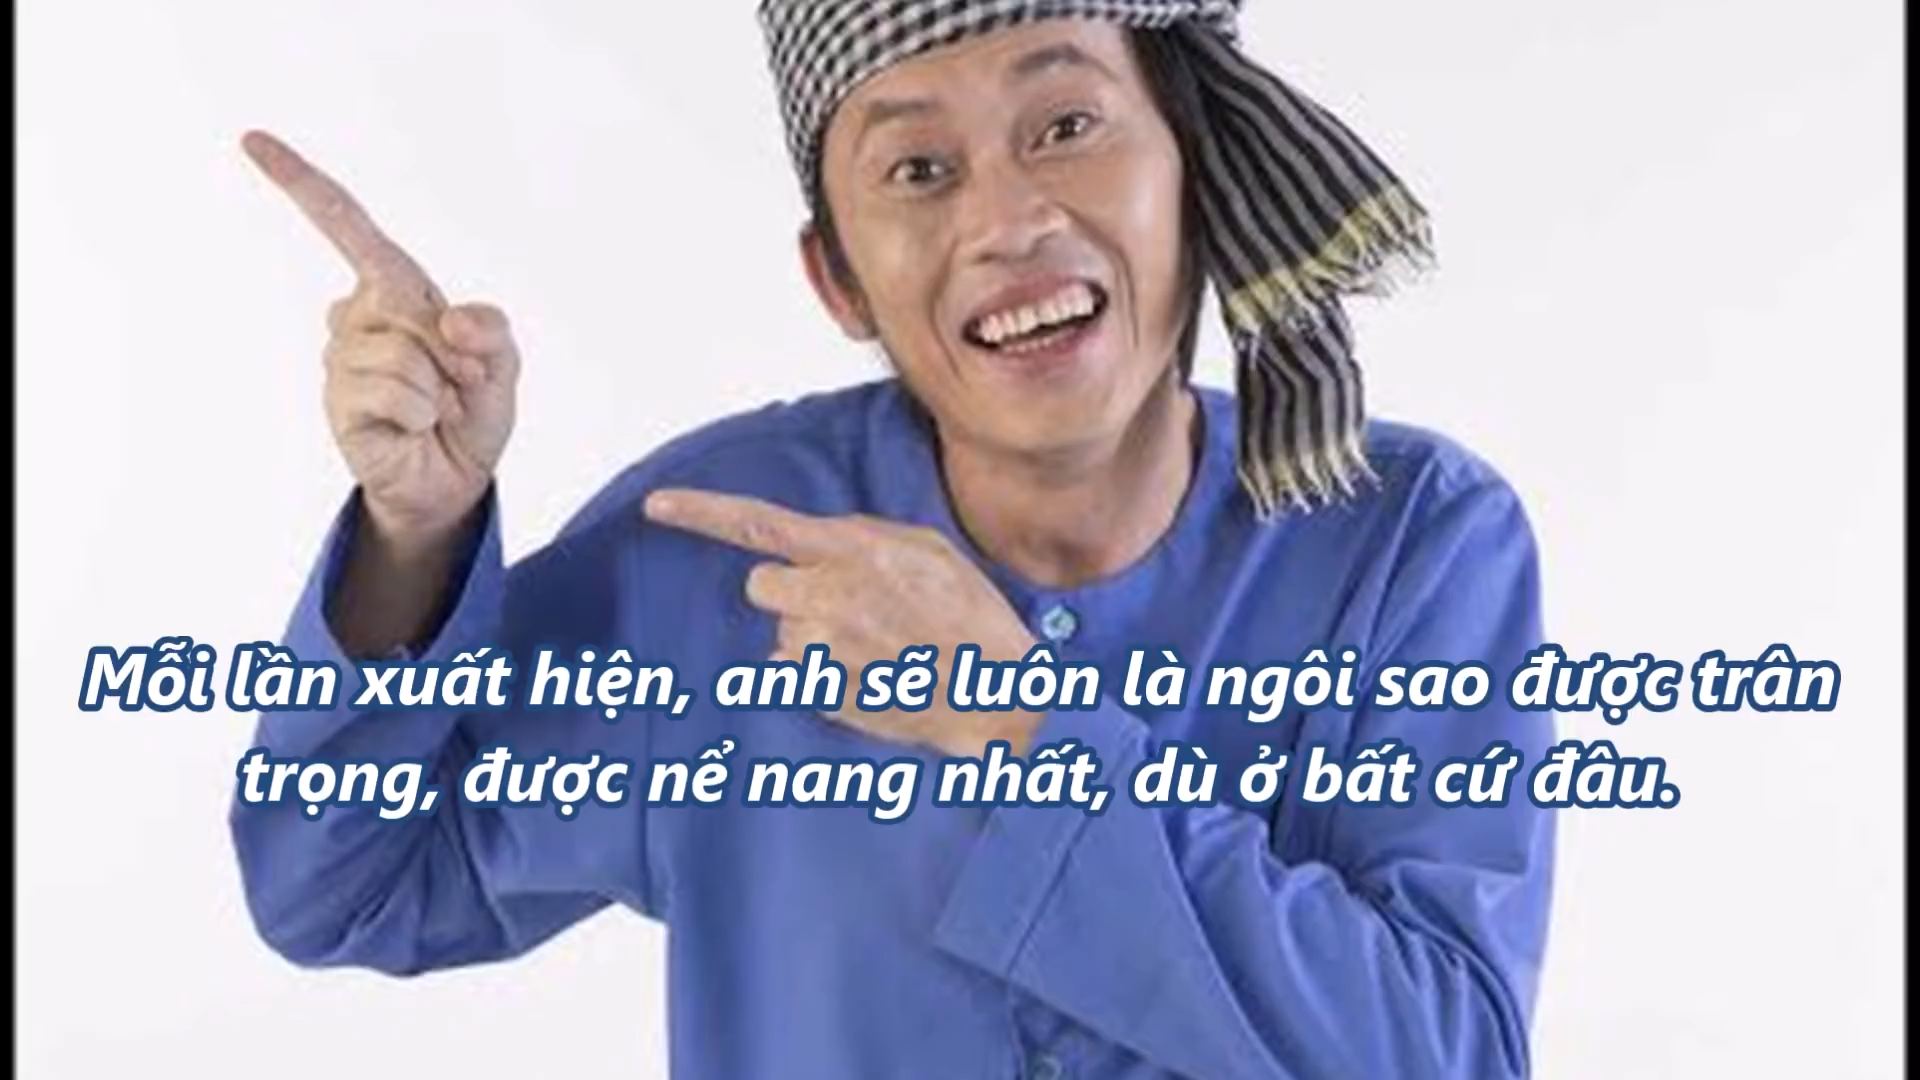 Mỗi lần xuất hiện, anh sẽ luôn là ngôi sao được trân
trọng, được nể nang nhất, dù ở bất cứ đâu.